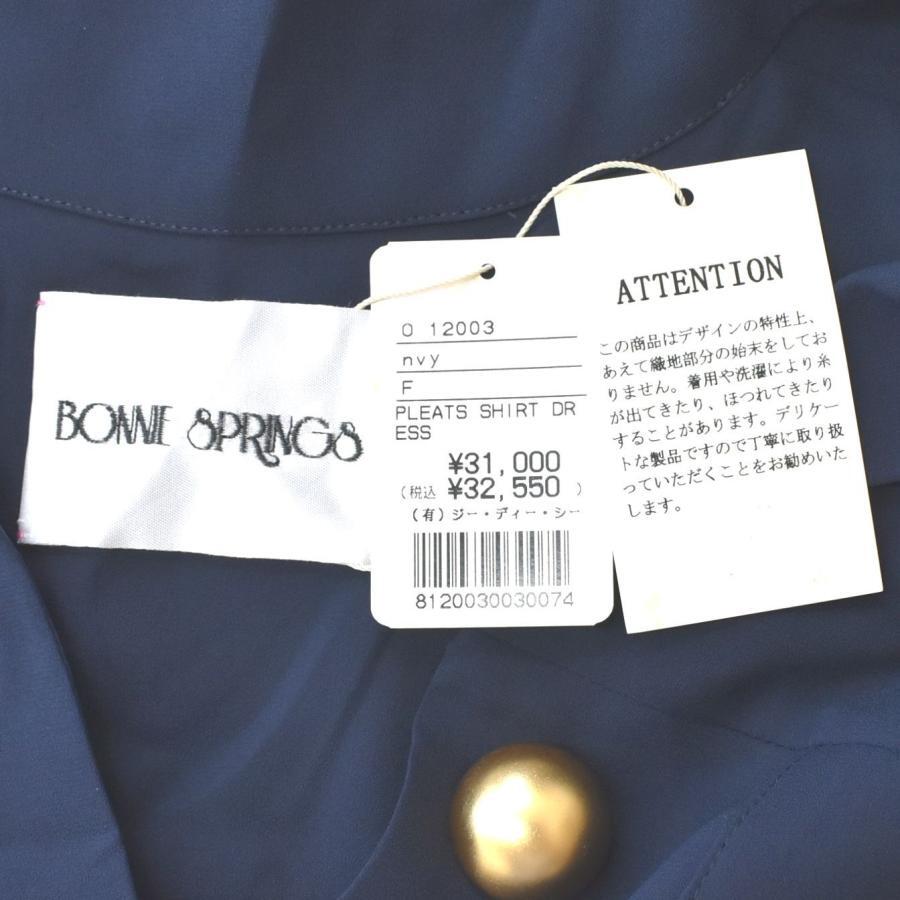 BONNIE SPRINGS
O 12003
nvy
F
PLEATS SHIRT DR
ESS
¥31,000
(税込 ¥32,550 )
(有)ジー・ディー・シー
8120030030074
ATTENTION
この商品はデザインの特性上、
あえて織地部分の始末をしてお
りません。着用や洗濯により糸
が出てきたり、ほつれてきたり
することがあります。デリケー
トな製品ですので丁寧に取り扱
っていただくことをお勧めいた
します。